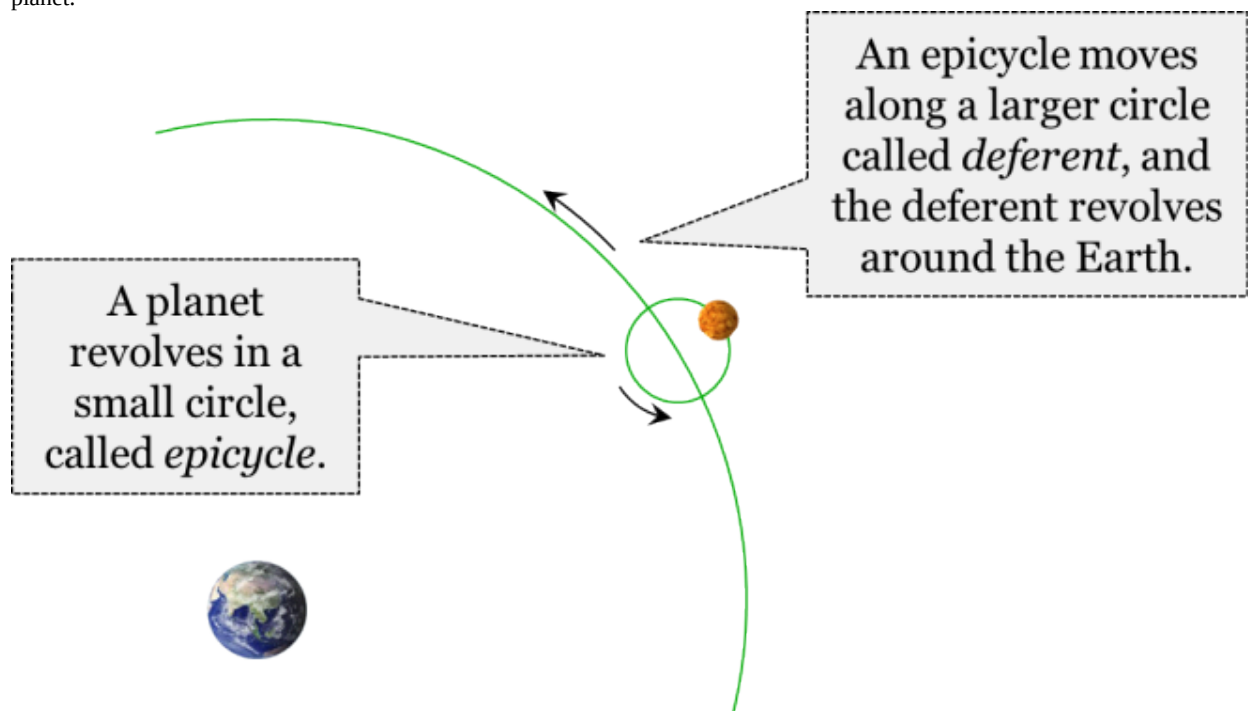 planet.
An epicycle moves
along a larger circle
called deferent, and
the deferent revolves
around the Earth.
A planet
revolves in a
small circle,
called epicycle.